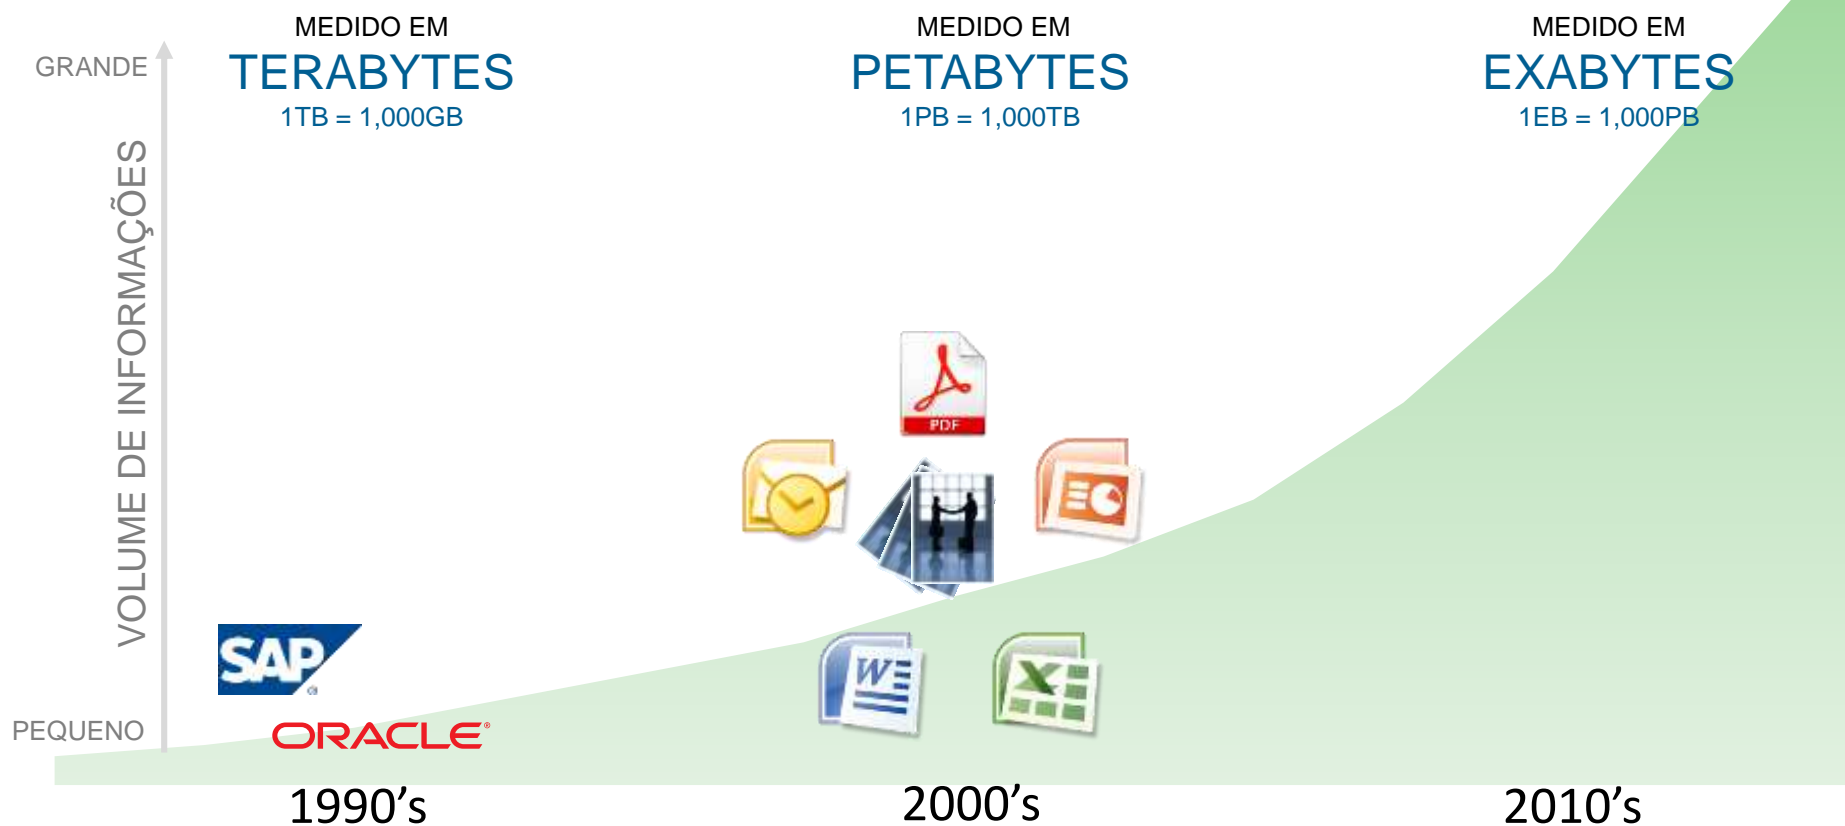 MEDIDO EM
TERABYTES
1TB = 1,000GB
MEDIDO EM
PETABYTES
1PB = 1,000TB
MEDIDO EM
EXABYTES
1EB = 1,000PB
GRANDE
VOLUME DE INFORMAÇÕES
PEQUENO
SAP
®
ORACLE®
PDF
W
X
1990’s
2000’s
2010’s